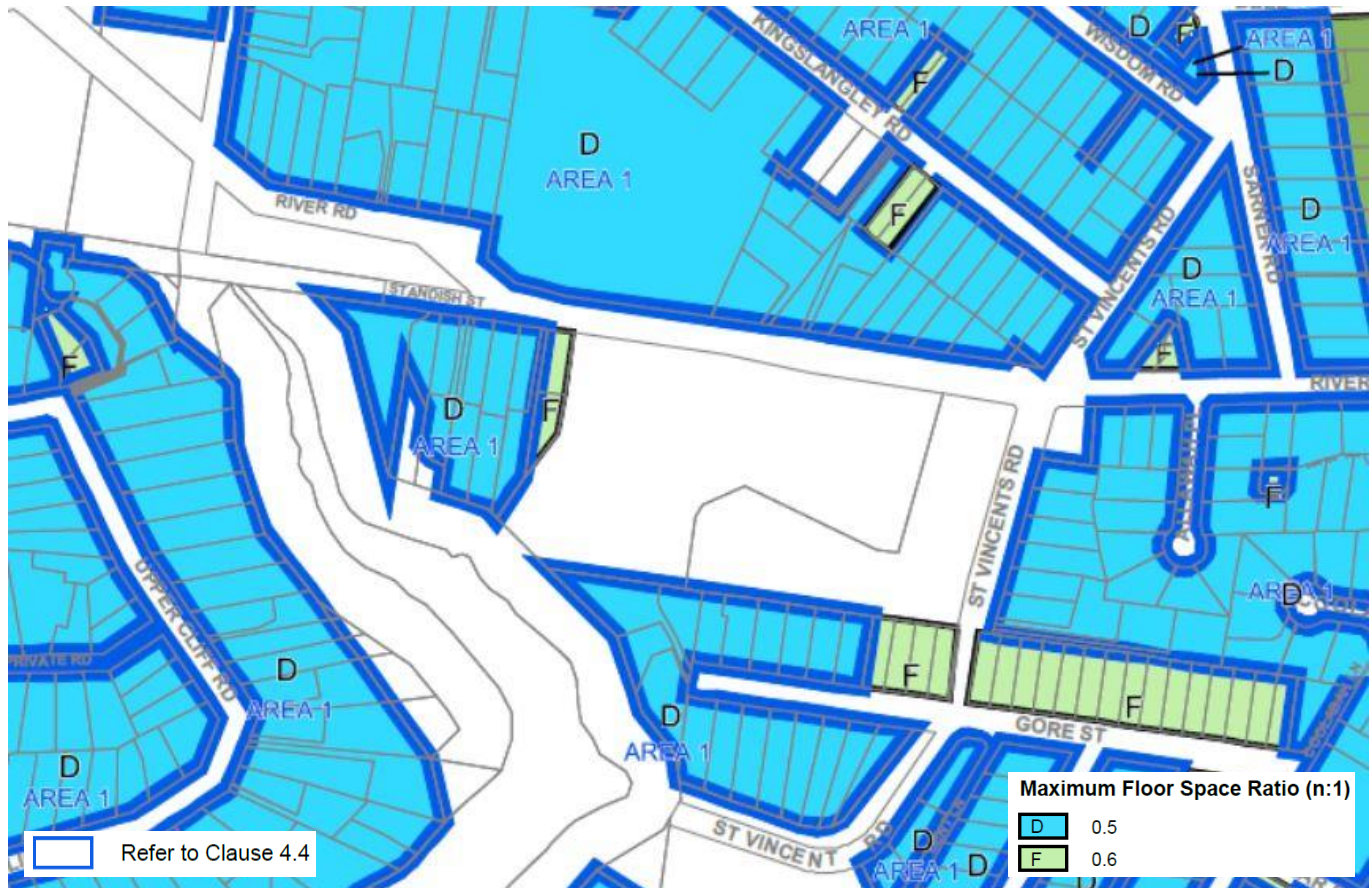 AREA 1
D
F
AREA 1
D
KINGSLANGLEY RD
WISDOM RD
F
D
AREA 1
F
RIVER RD
SARNER RD
D
AREA 1
ST VINCENTS RD
D
AREA 1
STANDISH ST
F
F
RIVER
D
AREA 1
F
ALLAWAH PL
F
ST VINCENTS RD
UPPER CLIFF RD
D
PRIVATE RD
D
AREA 1
F
F
D
AREA 1
GORE ST
D
AREA 1
D
AREA 1
ST VINCENT RD
D
AREA 1
D
D
Refer to Clause 4.4
Maximum Floor Space Ratio (n:1)
D 0.5
F 0.6